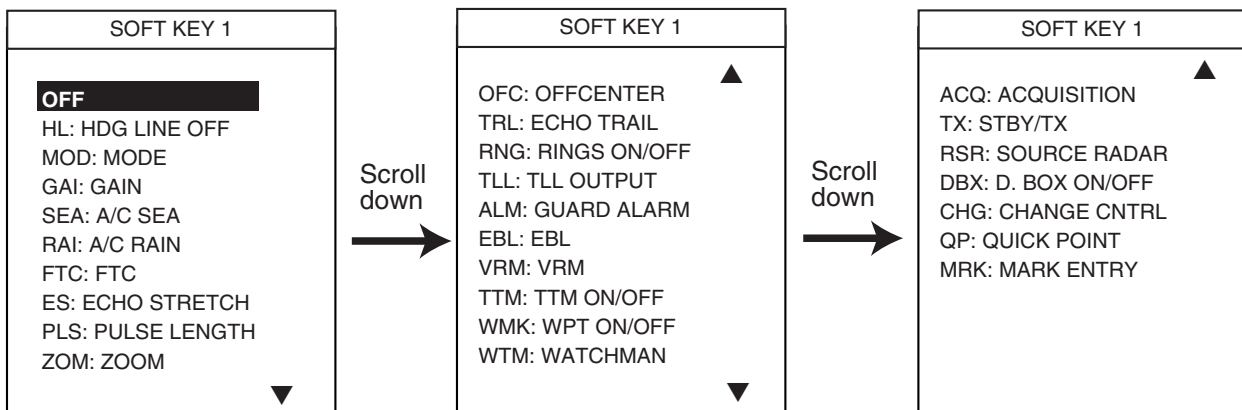 SOFT KEY 1
OFF
HL: HDG LINE OFF
MOD: MODE
GAI: GAIN
SEA: A/C SEA
RAI: A/C RAIN
FTC: FTC
ES: ECHO STRETCH
PLS: PULSE LENGTH
ZOM: ZOOM
Scroll
down
SOFT KEY 1
OFC: OFFCENTER
TRL: ECHO TRAIL
RNG: RINGS ON/OFF
TLL: TLL OUTPUT
ALM: GUARD ALARM
EBL: EBL
VRM: VRM
TTM: TTM ON/OFF
WMK: WPT ON/OFF
WTM: WATCHMAN
Scroll
down
SOFT KEY 1
ACQ: ACQUISITION
TX: STBY/TX
RSR: SOURCE RADAR
DBX: D. BOX ON/OFF
CHG: CHANGE CNTRL
QP: QUICK POINT
MRK: MARK ENTRY